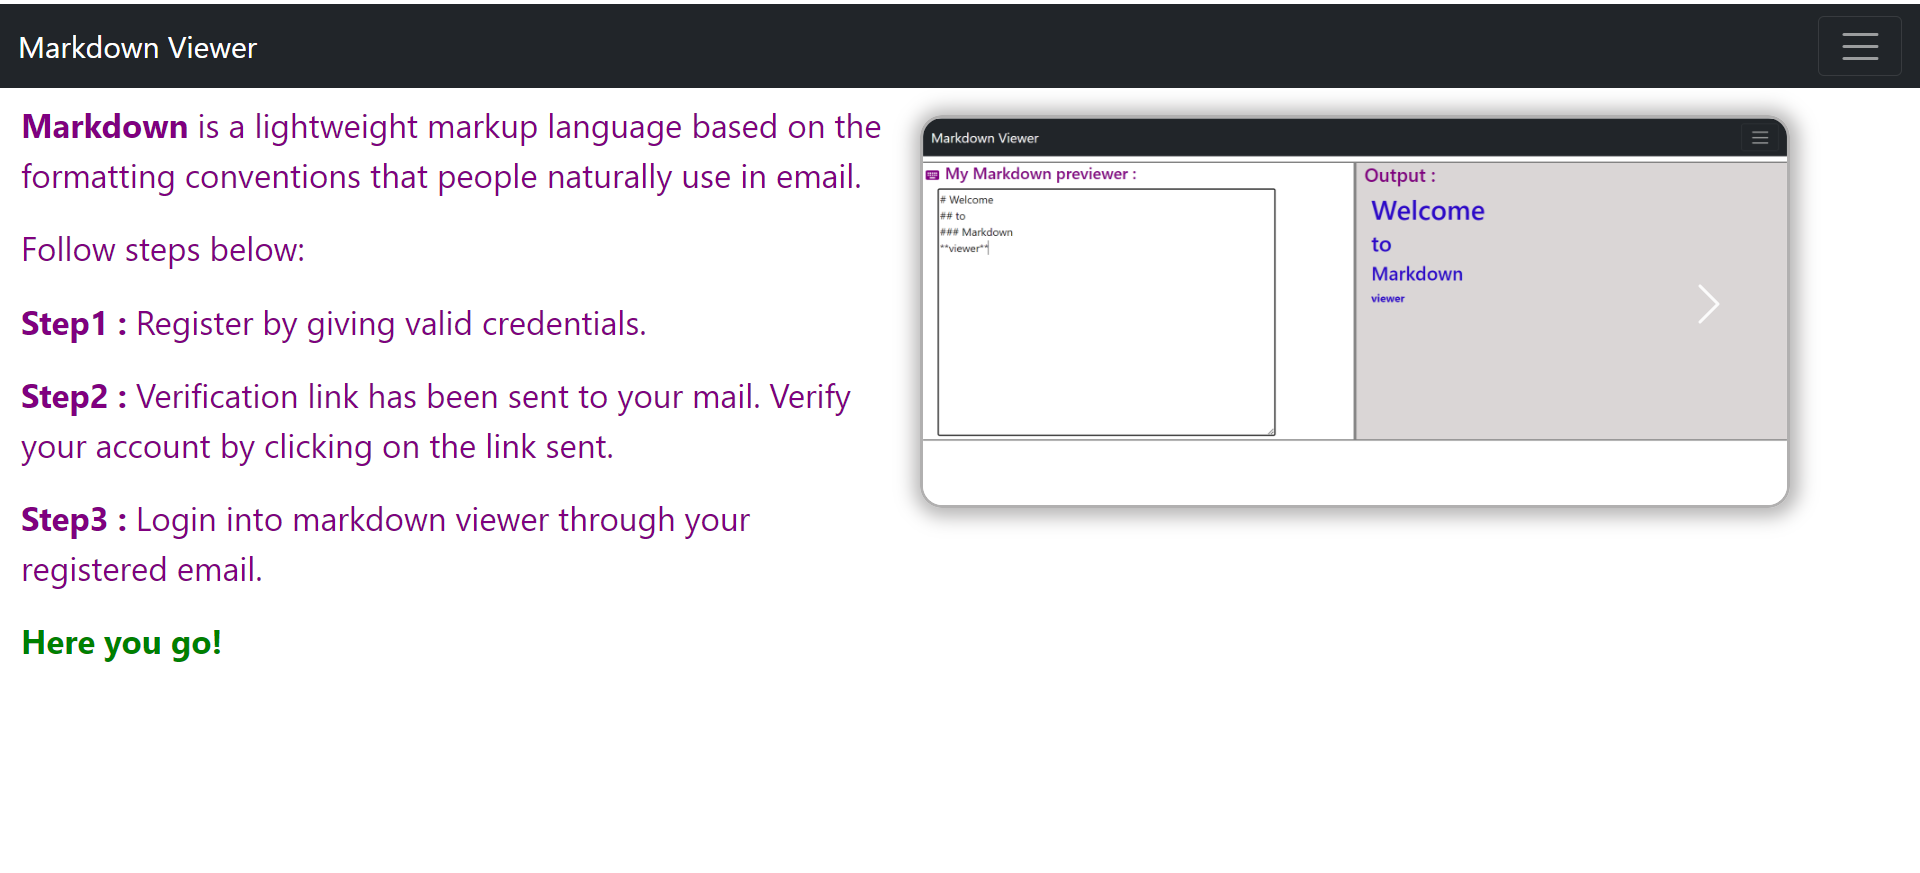 Markdown Viewer
Markdown is a lightweight markup language based on the
formatting conventions that people naturally use in email.
Follow steps below:
Step1 : Register by giving valid credentials.
Step2 : Verification link has been sent to your mail. Verify
your account by clicking on the link sent.
Step3 : Login into markdown viewer through your
registered email.
Here you go!
Markdown Viewer
My Markdown previewer :
# Welcome
## to
### Markdown
**viewer**
Output :
Welcome
to
Markdown
viewer